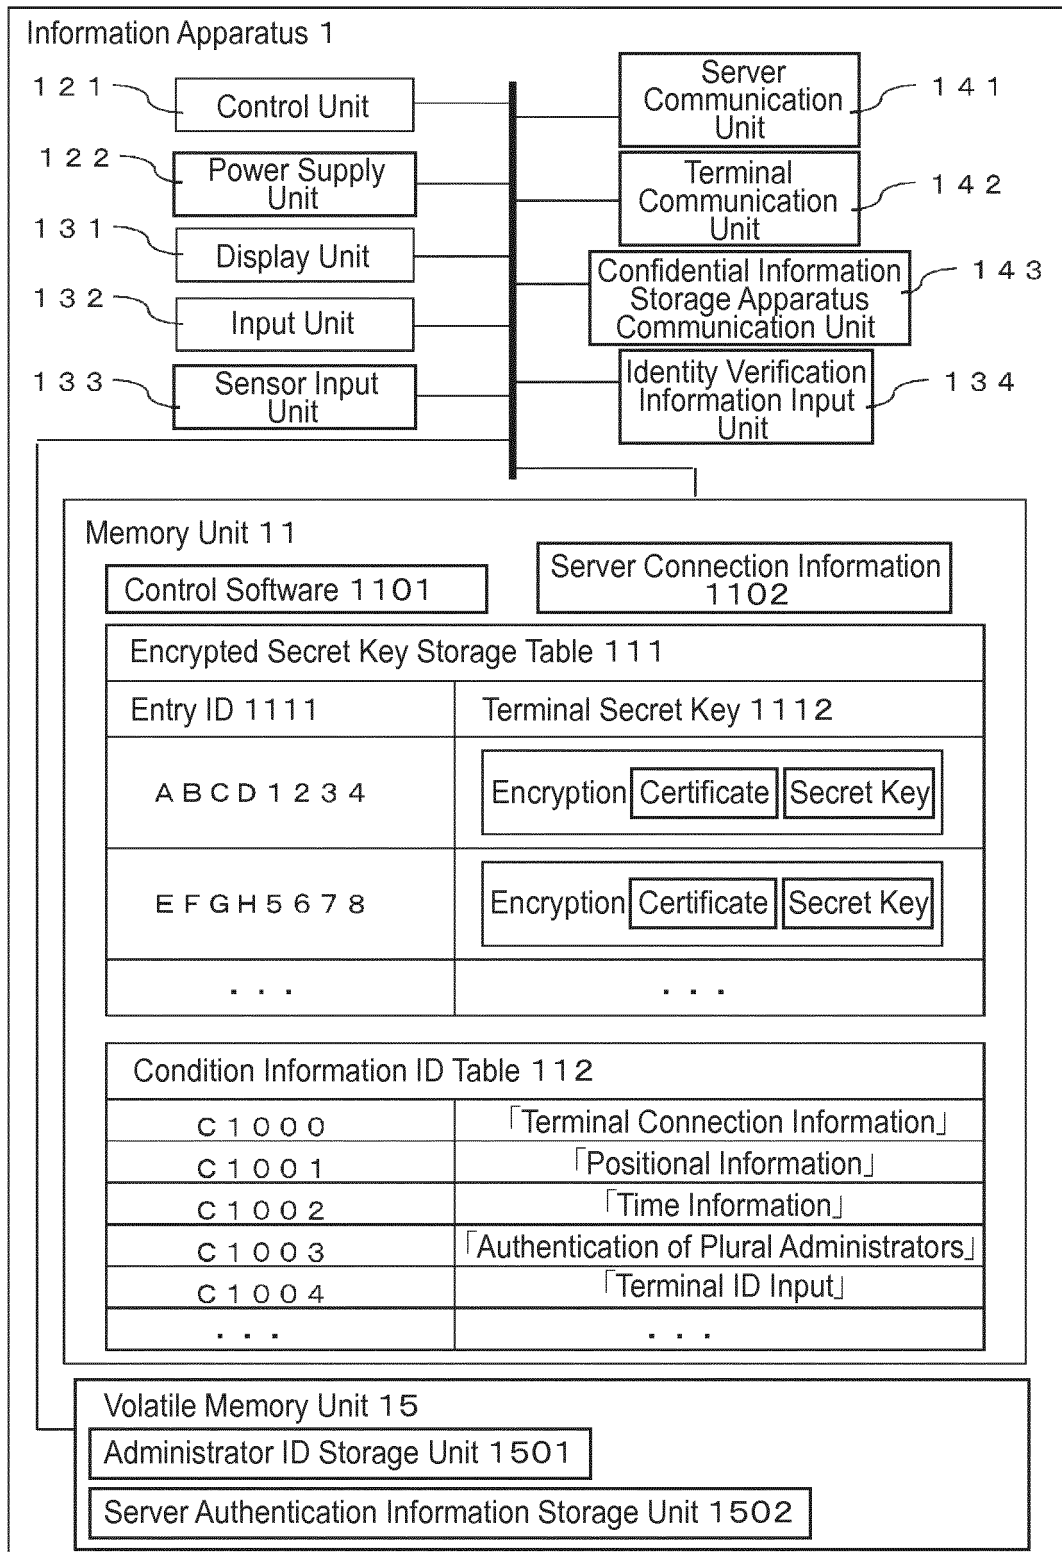 Information Apparatus 1
121
Control Unit
122
Power Supply
Unit
131
Display Unit
132
Input Unit
133
Sensor Input
Unit
Server
Communication
Unit
141
Terminal
Communication
Unit
142
Confidential Information
Storage Apparatus
Communication Unit
143
Identity Verification
Information Input
Unit
134
Memory Unit 11
Control Software 1101
Server Connection Information
1102
Encrypted Secret Key Storage Table 111
Entry ID 1111
Terminal Secret Key 1112
ABCD1234
Encryption Certificate Secret Key
EFGH5678
Encryption Certificate Secret Key
. . .
. . .
Condition Information ID Table 112
C1000
「Terminal Connection Information」
C1001
「Positional Information」
C1002
「Time Information」
C1003
「Authentication of Plural Administrators」
C1004
「Terminal ID Input」
. . .
. . .
Volatile Memory Unit 15
Administrator ID Storage Unit 1501
Server Authentication Information Storage Unit 1502